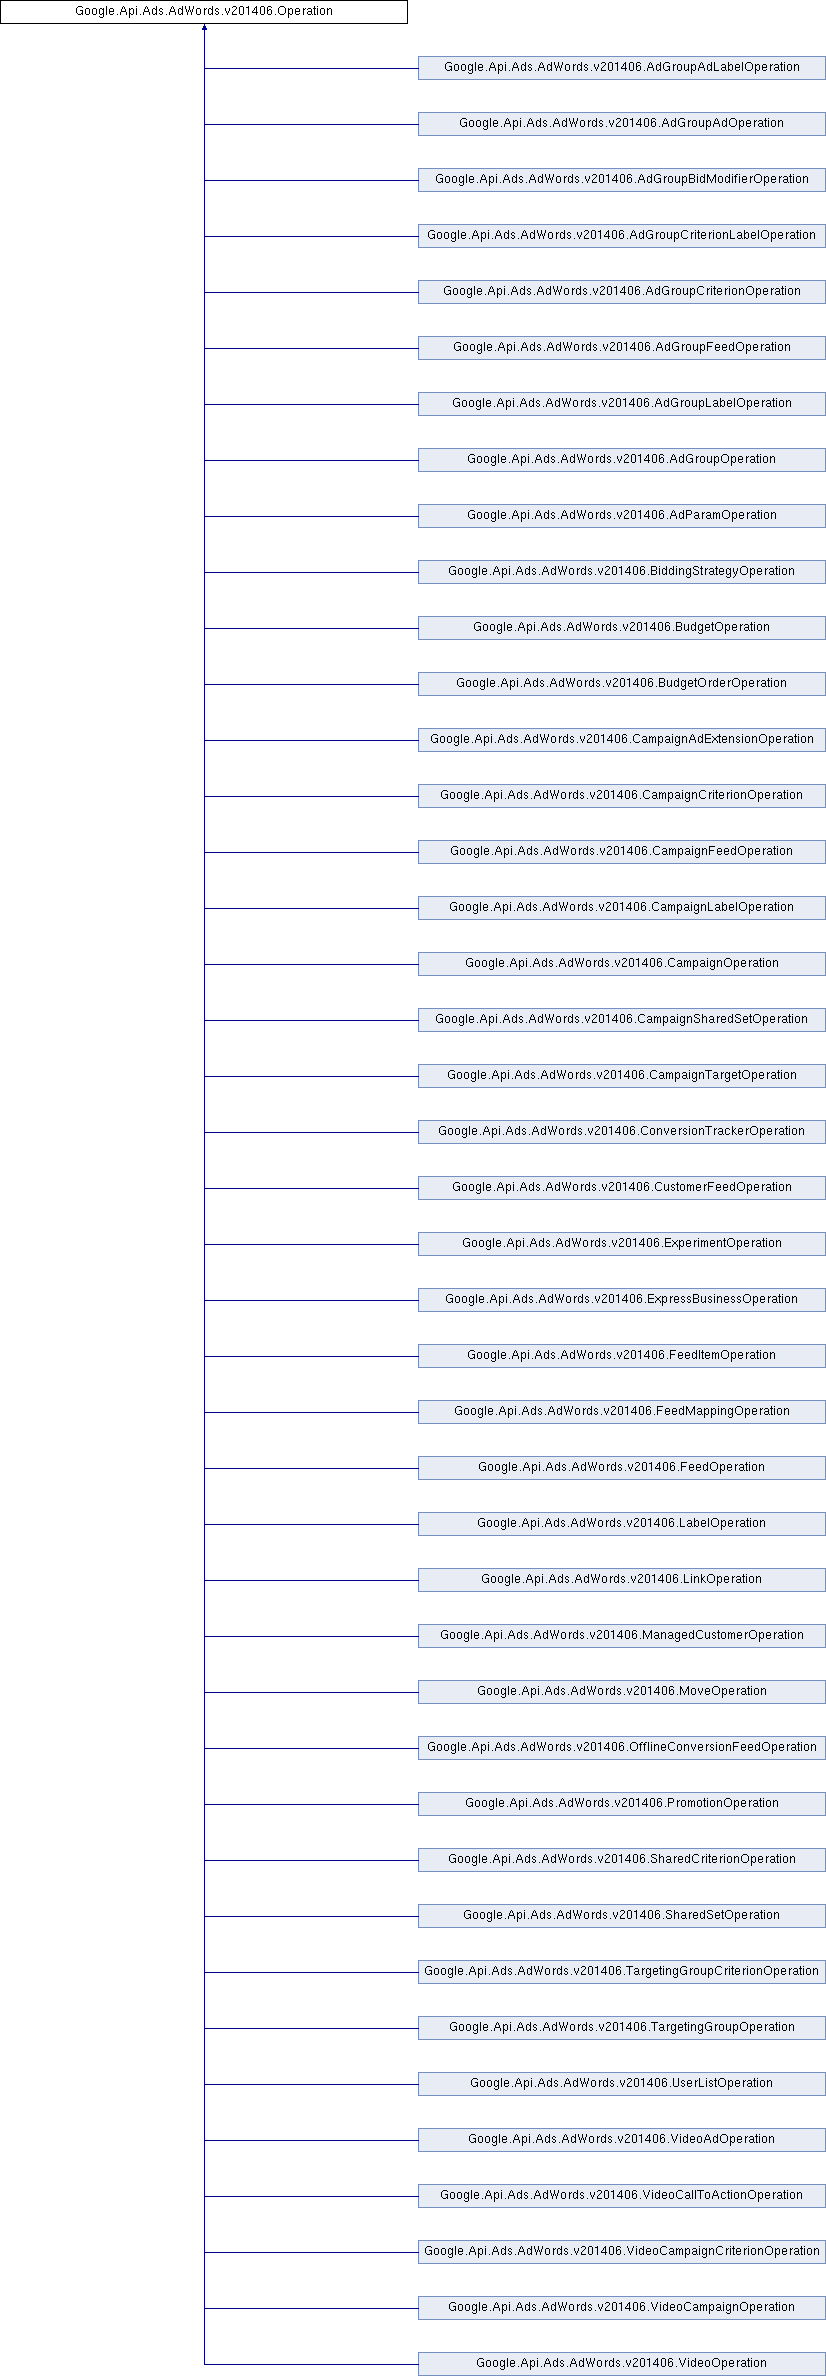 Google.Api.Ads.AdWords.v201406.Operation
Google.Api.Ads.AdWords.v201406.AdGroupAdLabelOperation
Google.Api.Ads.AdWords.v201406.AdGroupAdOperation
Google.Api.Ads.AdWords.v201406.AdGroupBidModifierOperation
Google.Api.Ads.AdWords.v201406.AdGroupCriterionLabelOperation
Google.Api.Ads.AdWords.v201406.AdGroupCriterionOperation
Google.Api.Ads.AdWords.v201406.AdGroupFeedOperation
Google.Api.Ads.AdWords.v201406.AdGroupLabelOperation
Google.Api.Ads.AdWords.v201406.AdGroupOperation
Google.Api.Ads.AdWords.v201406.AdParamOperation
Google.Api.Ads.AdWords.v201406.BiddingStrategyOperation
Google.Api.Ads.AdWords.v201406.BudgetOperation
Google.Api.Ads.AdWords.v201406.BudgetOrderOperation
Google.Api.Ads.AdWords.v201406.CampaignAdExtensionOperation
Google.Api.Ads.AdWords.v201406.CampaignCriterionOperation
Google.Api.Ads.AdWords.v201406.CampaignFeedOperation
Google.Api.Ads.AdWords.v201406.CampaignLabelOperation
Google.Api.Ads.AdWords.v201406.CampaignOperation
Google.Api.Ads.AdWords.v201406.CampaignSharedSetOperation
Google.Api.Ads.AdWords.v201406.CampaignTargetOperation
Google.Api.Ads.AdWords.v201406.ConversionTrackerOperation
Google.Api.Ads.AdWords.v201406.CustomerFeedOperation
Google.Api.Ads.AdWords.v201406.ExperimentOperation
Google.Api.Ads.AdWords.v201406.ExpressBusinessOperation
Google.Api.Ads.AdWords.v201406.FeedItemOperation
Google.Api.Ads.AdWords.v201406.FeedMappingOperation
Google.Api.Ads.AdWords.v201406.FeedOperation
Google.Api.Ads.AdWords.v201406.LabelOperation
Google.Api.Ads.AdWords.v201406.LinkOperation
Google.Api.Ads.AdWords.v201406.ManagedCustomerOperation
Google.Api.Ads.AdWords.v201406.MoveOperation
Google.Api.Ads.AdWords.v201406.OfflineConversionFeedOperation
Google.Api.Ads.AdWords.v201406.PromotionOperation
Google.Api.Ads.AdWords.v201406.SharedCriterionOperation
Google.Api.Ads.AdWords.v201406.SharedSetOperation
Google.Api.Ads.AdWords.v201406.TargetingGroupCriterionOperation
Google.Api.Ads.AdWords.v201406.TargetingGroupOperation
Google.Api.Ads.AdWords.v201406.UserListOperation
Google.Api.Ads.AdWords.v201406.VideoAdOperation
Google.Api.Ads.AdWords.v201406.VideoCallToActionOperation
Google.Api.Ads.AdWords.v201406.VideoCampaignCriterionOperation
Google.Api.Ads.AdWords.v201406.VideoCampaignOperation
Google.Api.Ads.AdWords.v201406.VideoOperation